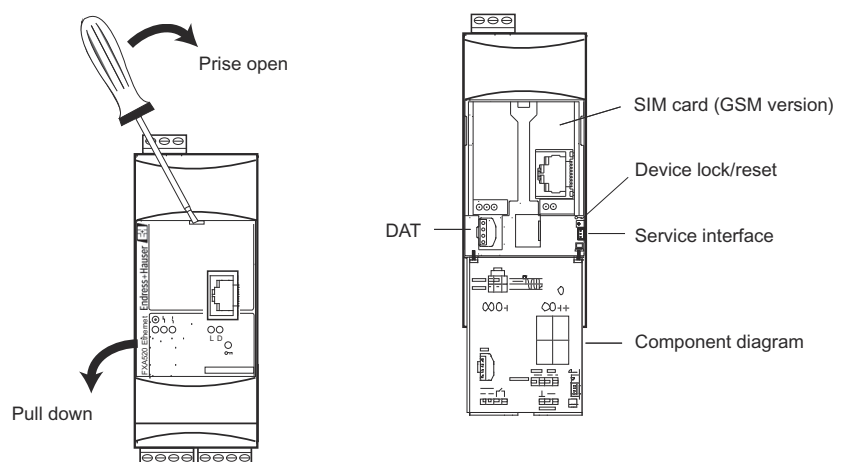 Prise open
Endress+Hauser
FXA520 Ethernet
L D
Pull down
SIM card (GSM version)
Device lock/reset
DAT
Service interface
Component diagram